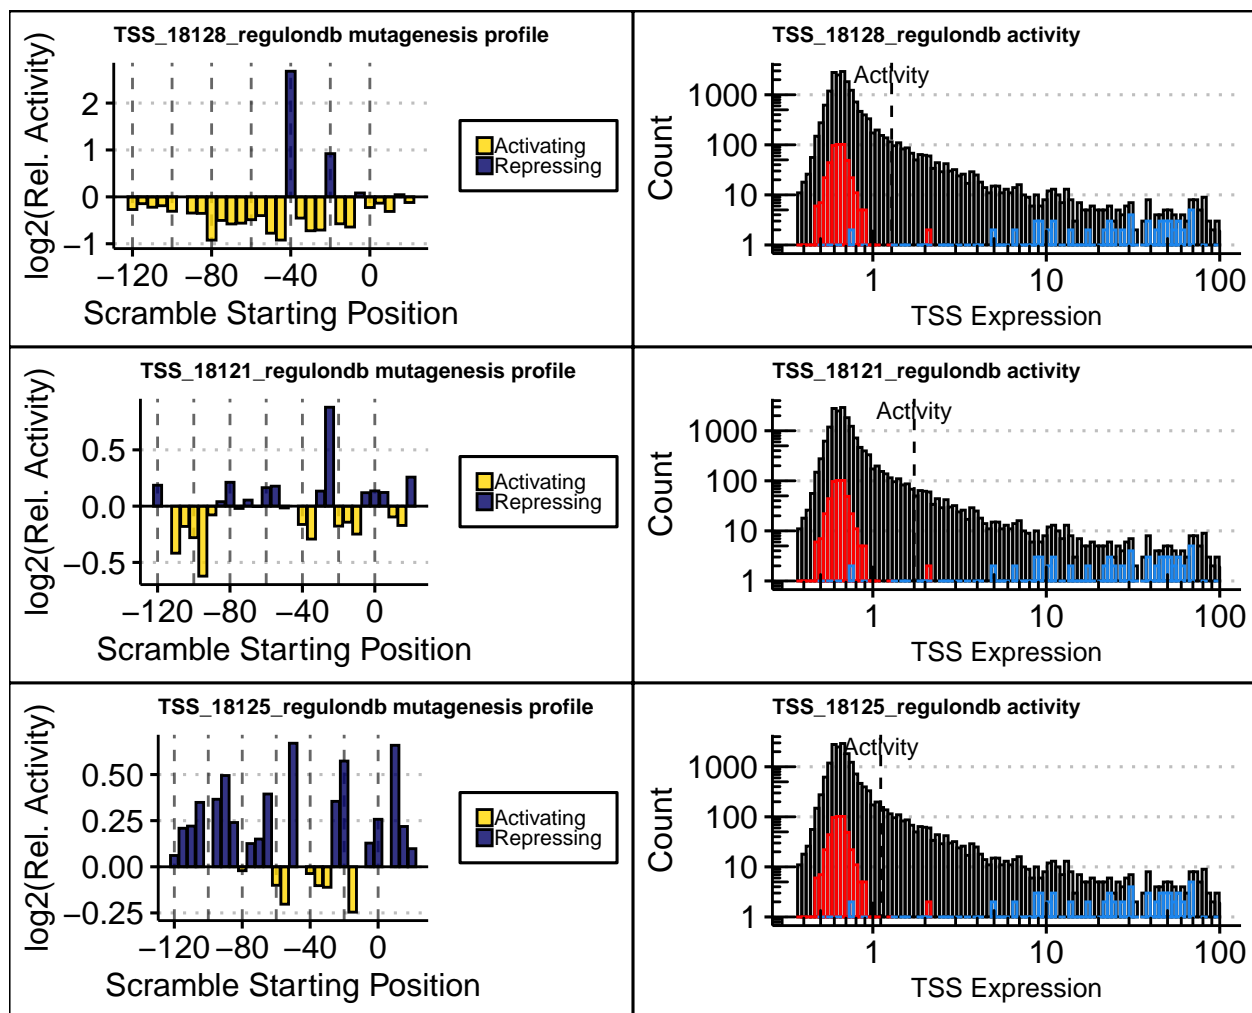 TSS_18128_regulondb mutagenesis profile
log2(Rel. Activity)
2
1
0
−1
−120
−80
−40
0
Scramble Starting Position
Activating
Repressing
TSS_18128_regulondb activity
Activity
Count
1000
100
10
1
1
10
100
TSS Expression
TSS_18121_regulondb mutagenesis profile
log2(Rel. Activity)
0.5
0.0
−0.5
−120
−80
−40
0
Scramble Starting Position
Activating
Repressing
TSS_18121_regulondb activity
Activity
Count
1000
100
10
1
1
10
100
TSS Expression
TSS_18125_regulondb mutagenesis profile
log2(Rel. Activity)
0.50
0.25
0.00
−0.25
−120
−80
−40
0
Scramble Starting Position
Activating
Repressing
TSS_18125_regulondb activity
Activity
Count
1000
100
10
1
1
10
100
TSS Expression